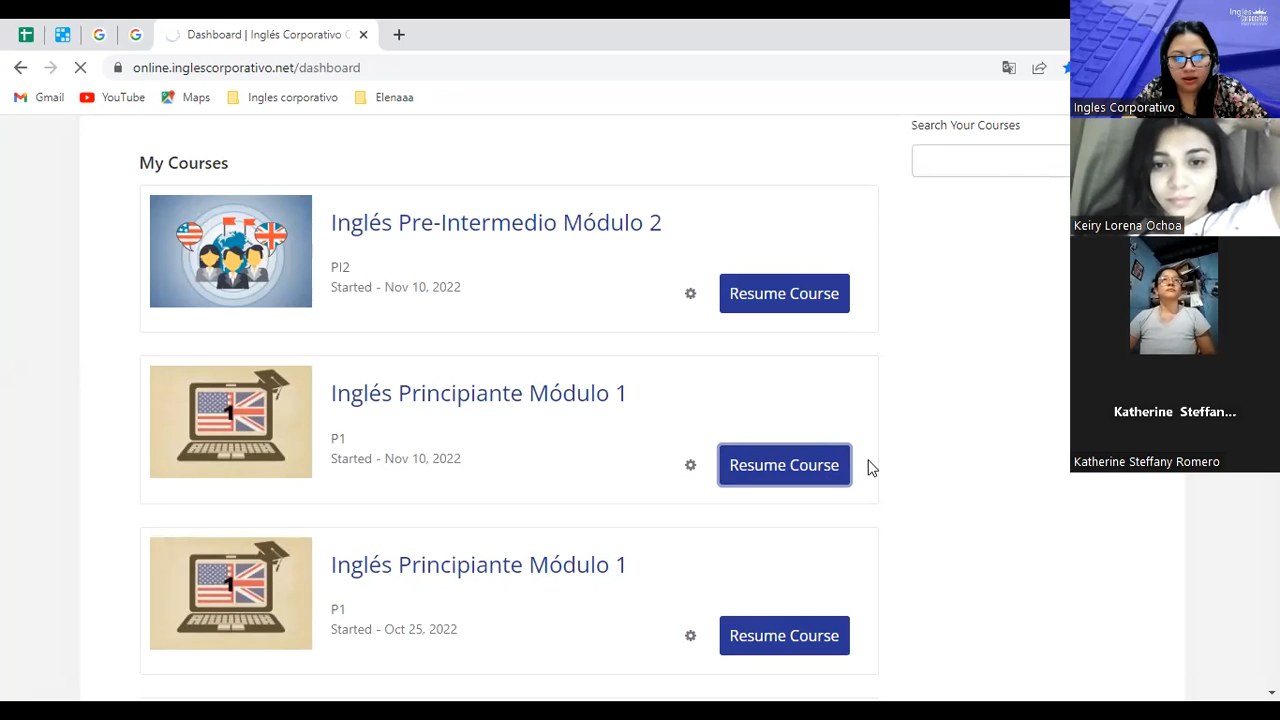 Dashboard | Inglés Corporativo C
online.inglescorporativo.net/dashboard
Gmail
YouTube
Maps
Ingles corporativo
Elenaaa
My Courses
Search Your Courses
Inglés Pre-Intermedio Módulo 2
PI2
Started - Nov 10, 2022
Resume Course
1
Inglés Principiante Módulo 1
P1
Started - Nov 10, 2022
Resume Course
1
Inglés Principiante Módulo 1
P1
Started - Oct 25, 2022
Resume Course
Inglés
Ingles Corporativo
Keiry Lorena Ochoa
Katherine Steffan...
Katherine Steffany Romero